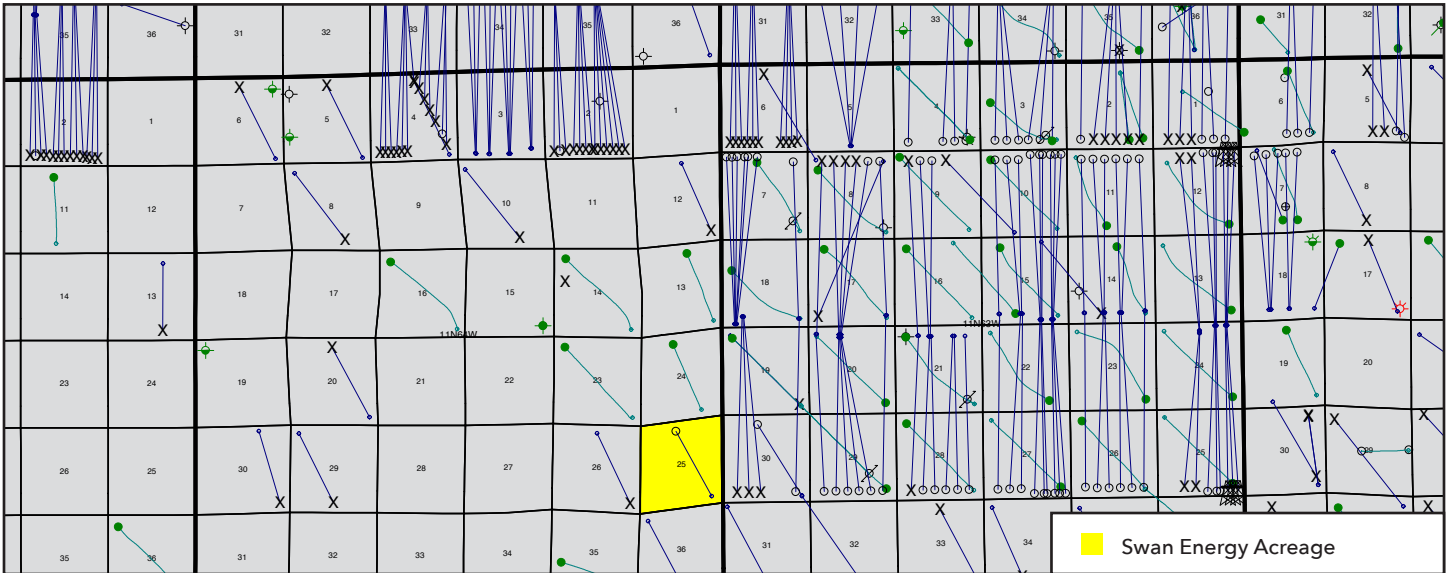 35 36 31 32 33 34 35 36 31 32 33 34 35 36 31 32
2 1 6 5 4 3 2 1 6 5 4 3 2 1 6 5
11 12 7 8 9 10 11 12 7 8 9 10 11 12 7 8
14 13 18 17 16 15 14 13 18 17 16 15 14 13 18 17
11N64W 11N63W
23 24 19 20 21 22 23 24 19 20 21 22 23 24 19 20
26 25 30 29 28 27 26 25 30 29 28 27 26 25 30 29
35 36 31 32 33 34 35 36 31 32 33 34
Swan Energy Acreage